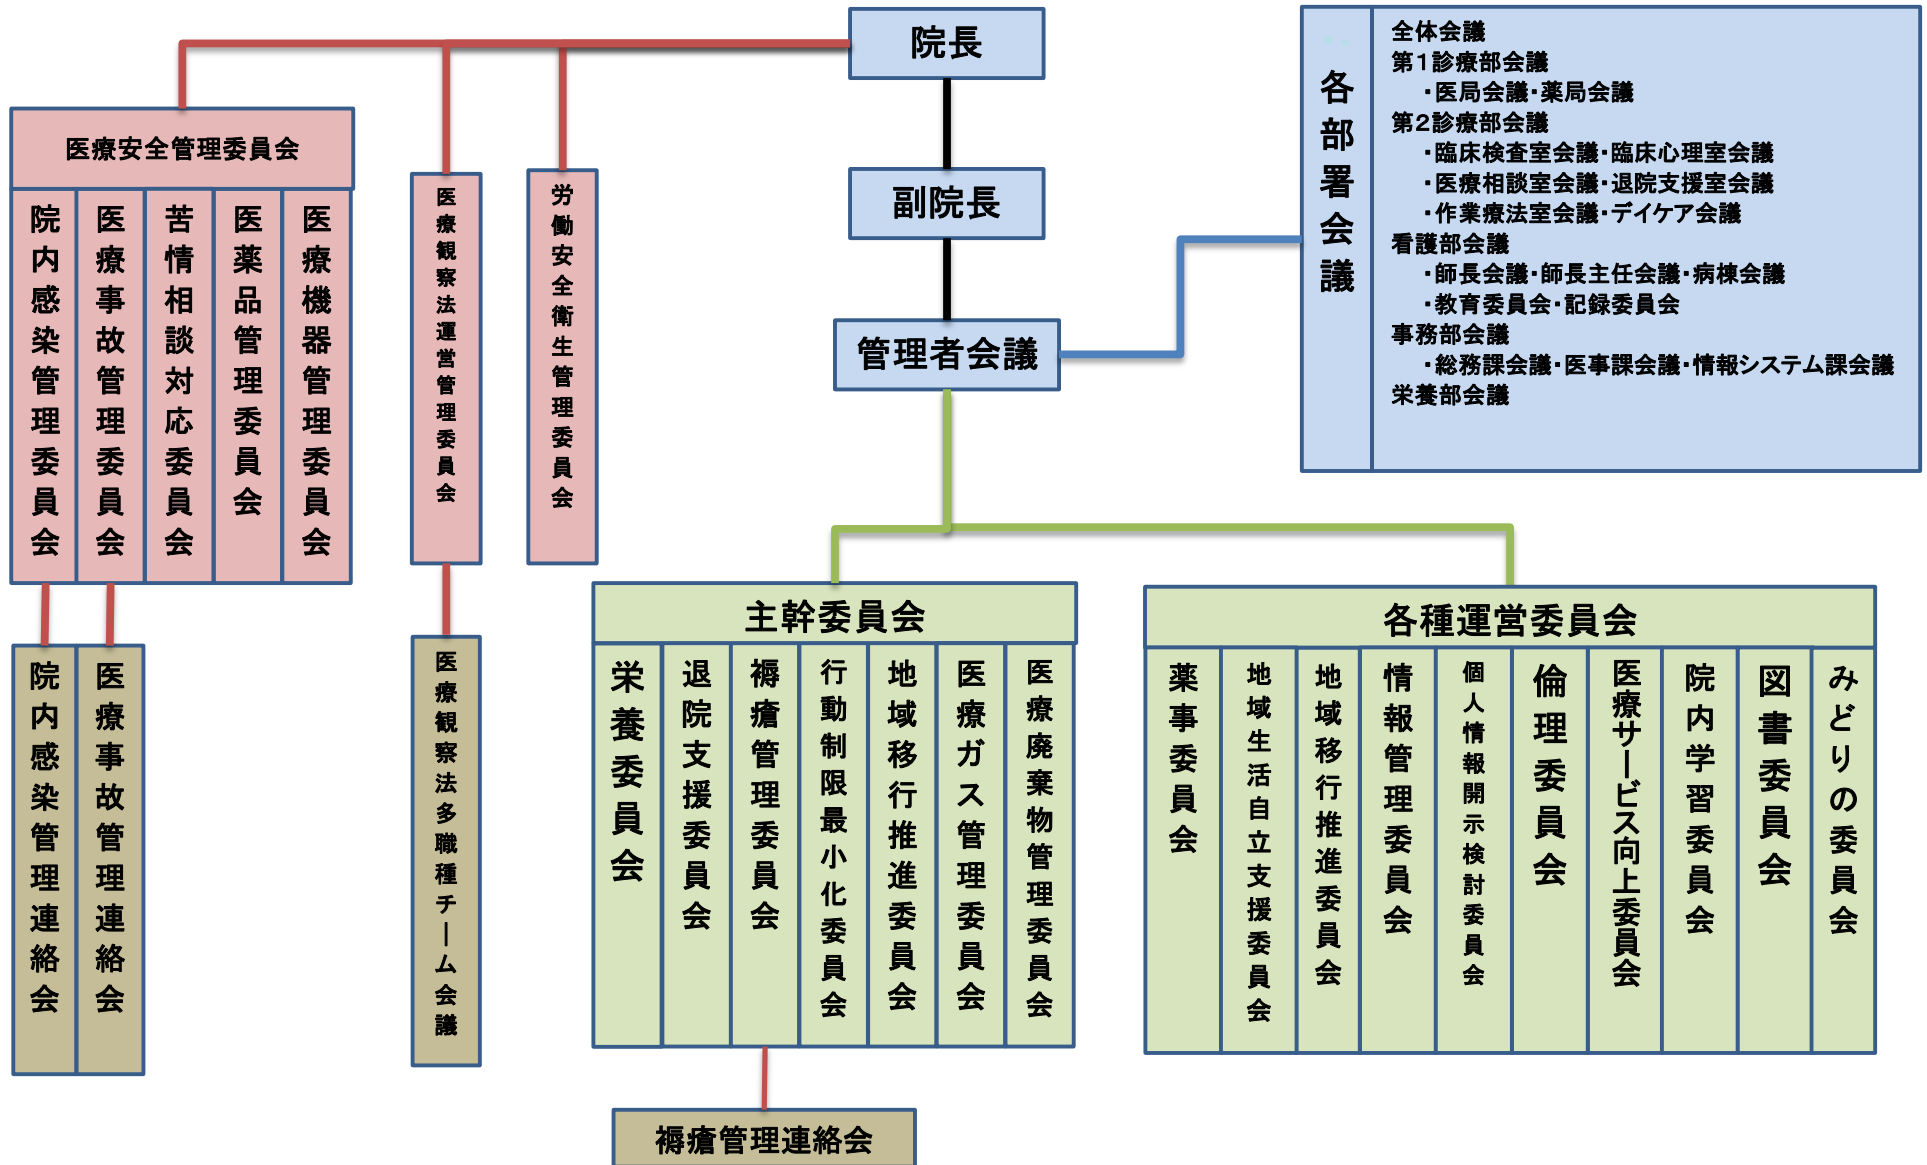 院長
副院長
管理者会議
各部署会議
全体会議
第1診療部会議
・医局会議・薬局会議
第2診療部会議
・臨床検査室会議・臨床心理室会議
・医療相談室会議・退院支援室会議
・作業療法室会議・デイケア会議
看護部会議
・師長会議・師長主任会議・病棟会議
・教育委員会・記録委員会
事務部会議
・総務課会議・医事課会議・情報システム課会議
栄養部会議
医療安全管理委員会
院内感染管理委員会
医療事故管理委員会
苦情相談対応委員会
医薬品管理委員会
医療機器管理委員会
医療観察法運営管理委員会
労働安全衛生管理委員会
院内感染管理連絡会
医療事故管理連絡会
医療観察法多職種チーム会議
主幹委員会
栄養委員会
退院支援委員会
褥瘡管理委員会
行動制限最小化委員会
地域移行推進委員会
医療ガス管理委員会
医療廃棄物管理委員会
褥瘡管理連絡会
各種運営委員会
薬事委員会
地域生活自立支援委員会
地域移行推進委員会
情報管理委員会
個人情報開示検討委員会
倫理委員会
医療サービス向上委員会
院内学習委員会
図書委員会
みどりの委員会